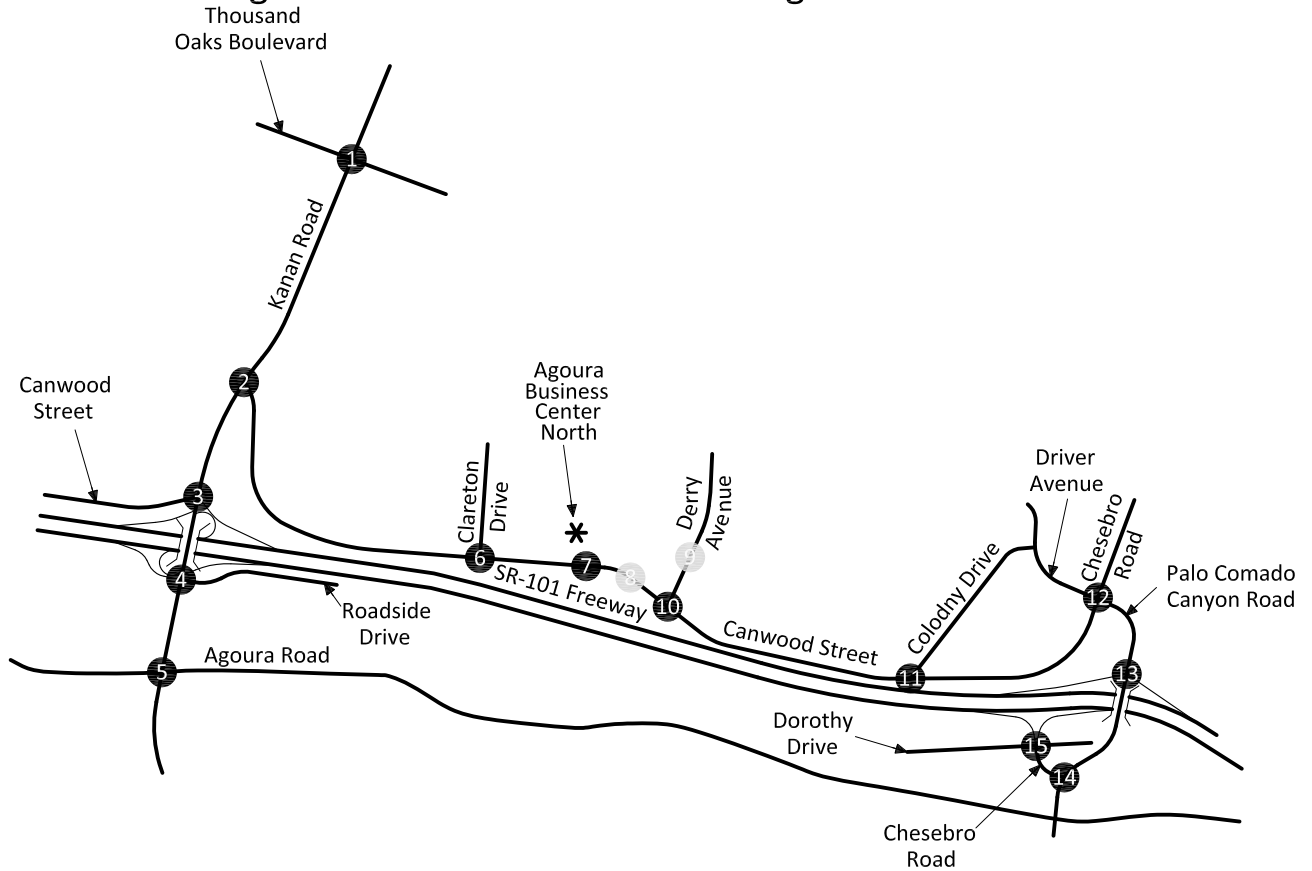 Thousand
Oaks Boulevard
1
Kanan Road
2
Canwood
Street
Agoura
Business
Center
North
3
Clareton
Drive
Derry
Avenue
Driver
Avenue
Chesebro
Road
6
7
8
9
SR-101 Freeway
10
4
Roadside
Drive
Colodny Drive
12
Palo Comado
Canyon Road
Canwood Street
5
Agoura Road
11
13
Dorothy
Drive
15
14
Chesebro
Road